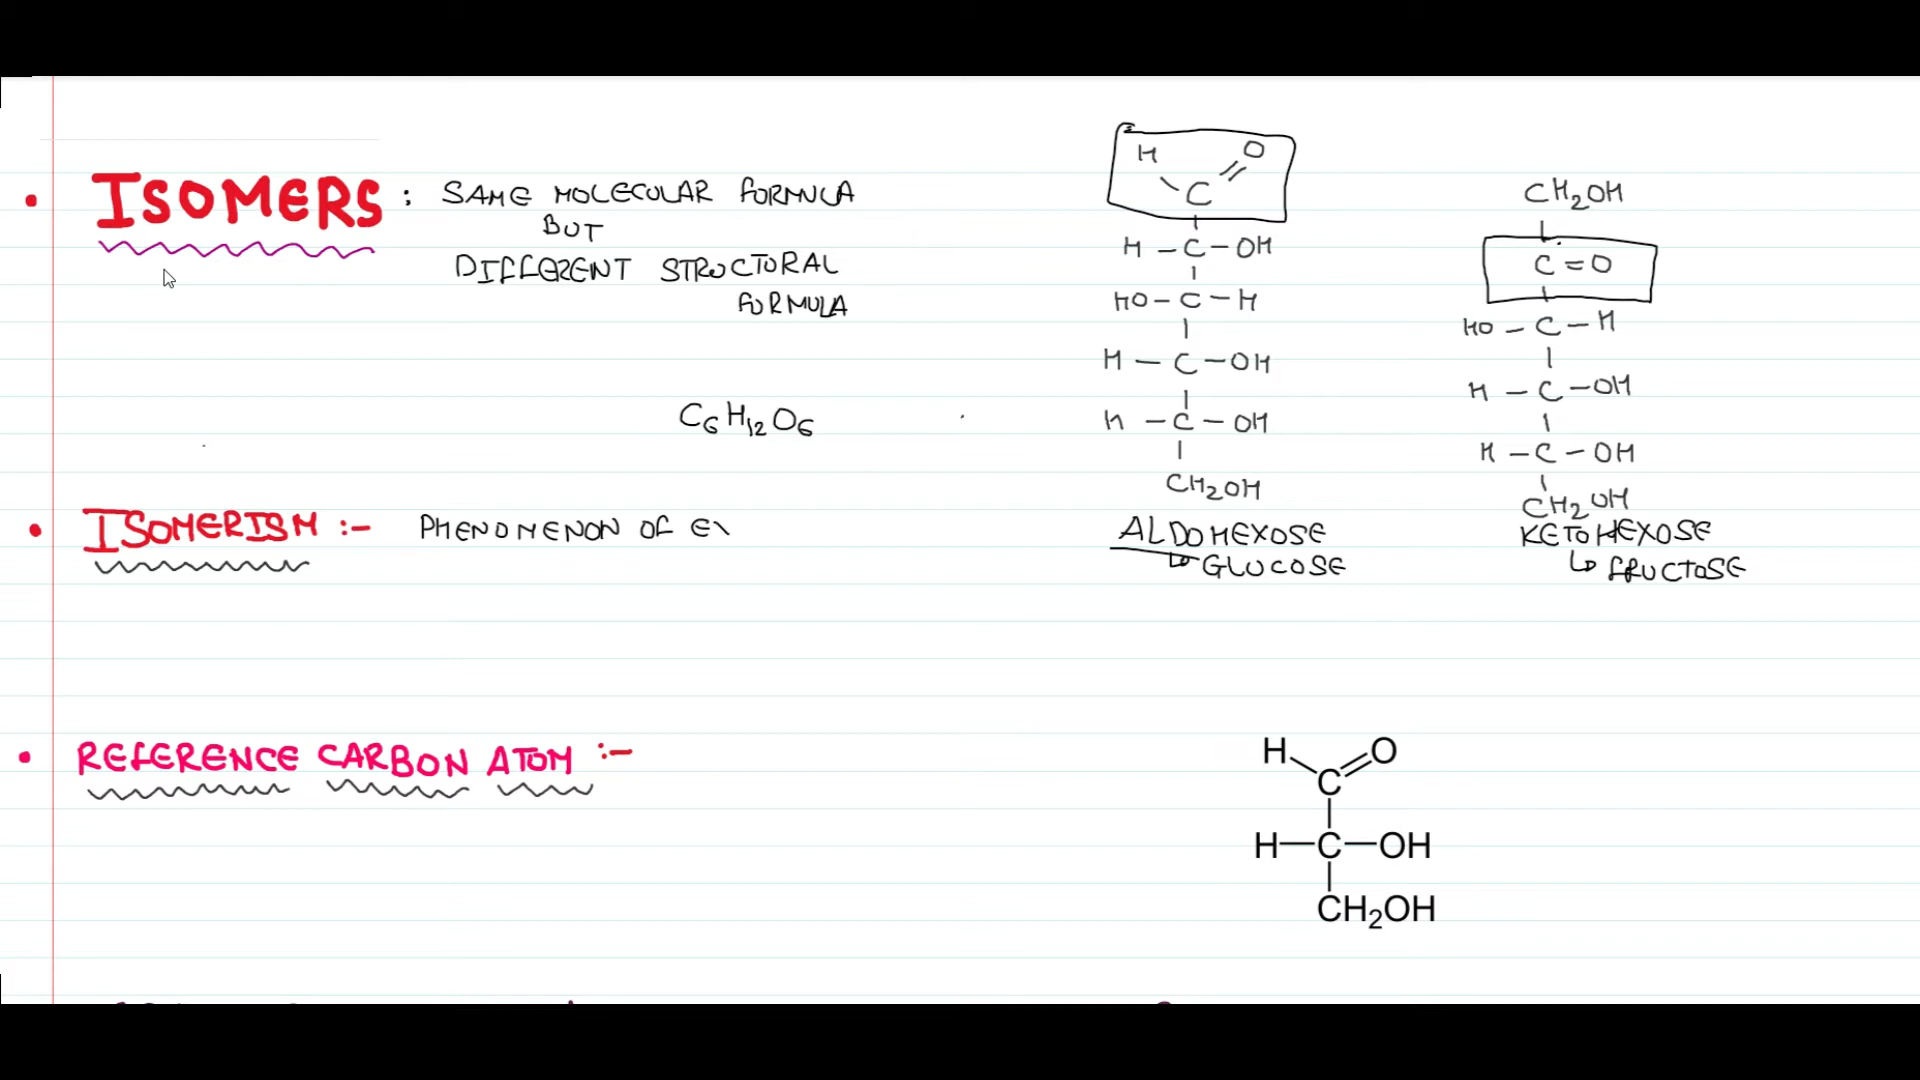 • ISOMERS : SAME MOLECULAR FORMULA
BUT
DIFFERENT STRUCTORAL
FORMULA
C6H12O6
H O
C
H – C – OH
HO – C – H
H – C – OH
H – C – OH
CH2OH
ALDOHEXOSE
↳ GLUCOSE
CH2OH
C = O
HO – C – H
H – C – OH
H – C – OH
CH2OH
KETOHEXOSE
↳ FRUCTOSE
• ISOMERISM :- PHENOMENON OF
• REFERENCE CARBON ATOM :-
H O
C
H–C–OH
CH2OH